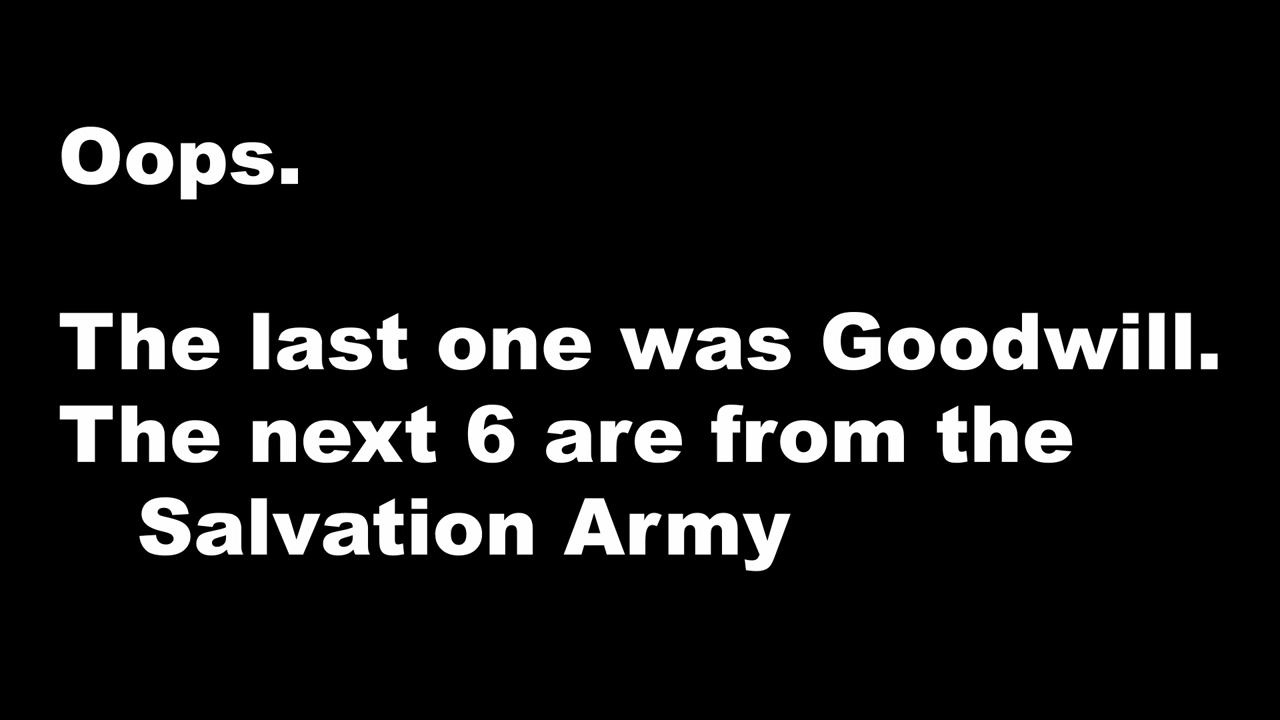 Oops.
The last one was Goodwill.
The next 6 are from the
Salvation Army